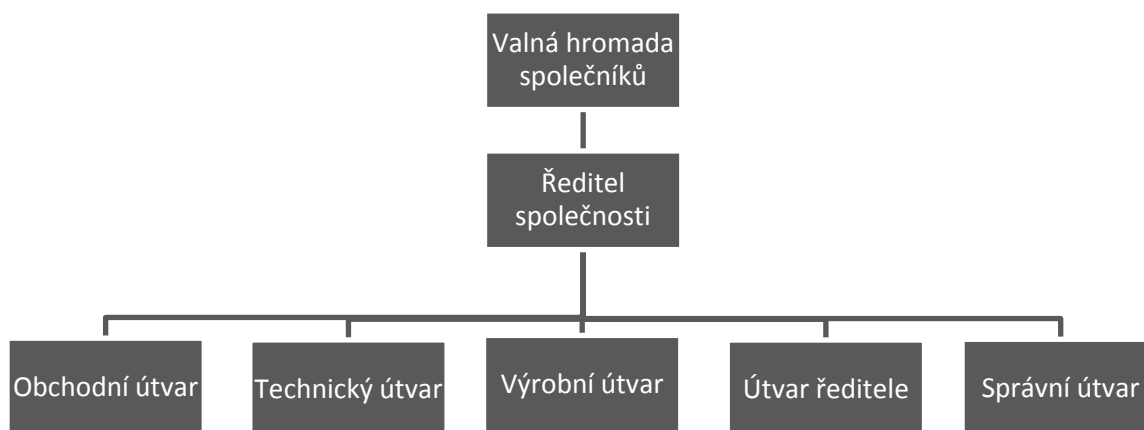 Valná hromada
společníků
Ředitel
společnosti
Obchodní útvar
Technický útvar
Výrobní útvar
Útvar ředitele
Správní útvar